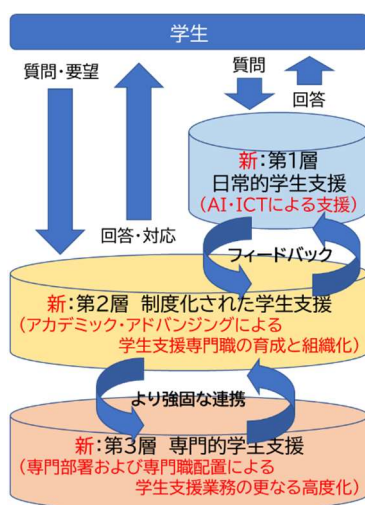 学生
質問・要望
質問
回答
新:第1層
日常的学生支援
(AI・ICTによる支援)
回答・対応
フィードバック
新:第2層 制度化された学生支援
(アカデミック・アドバンジングによる
学生支援専門職の育成と組織化)
より強固な連携
新:第3層 専門的学生支援
(専門部署および専門職配置による
学生支援業務の更なる高度化)